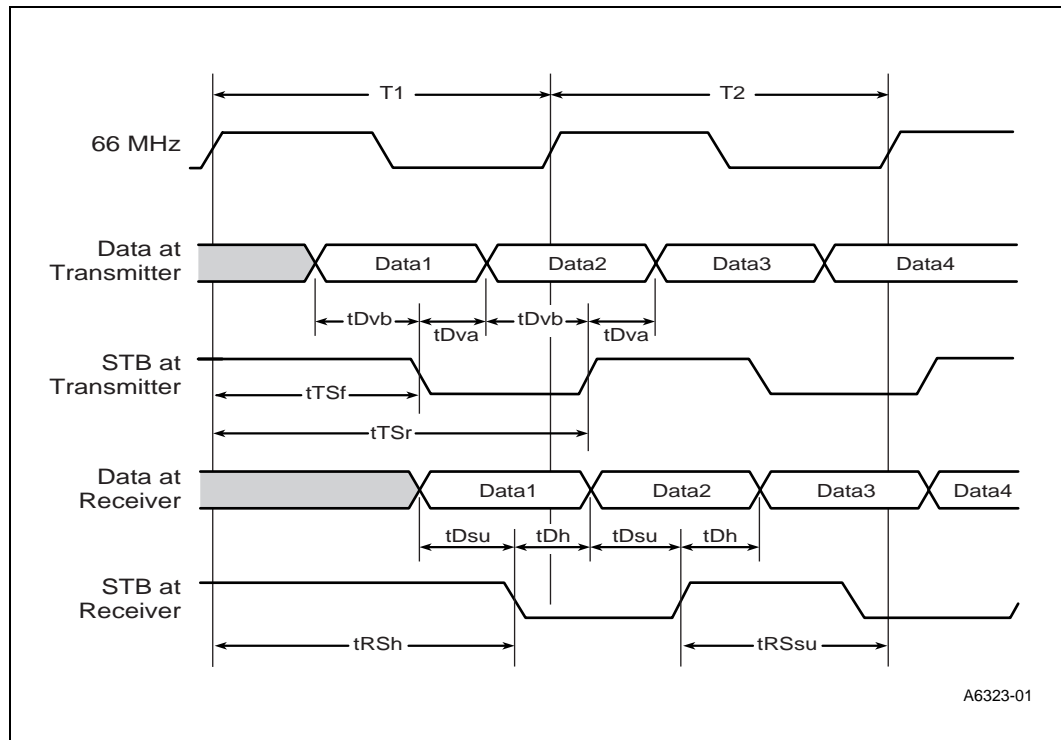 T1
T2
66 MHz
Data at
Transmitter
Data1
Data2
Data3
Data4
tDvb
tDva
tDvb
tDva
STB at
Transmitter
tTSf
tTSr
Data at
Receiver
Data1
Data2
Data3
Data4
tDsu
tDh
tDsu
tDh
STB at
Receiver
tRSh
tRSsu
A6323-01